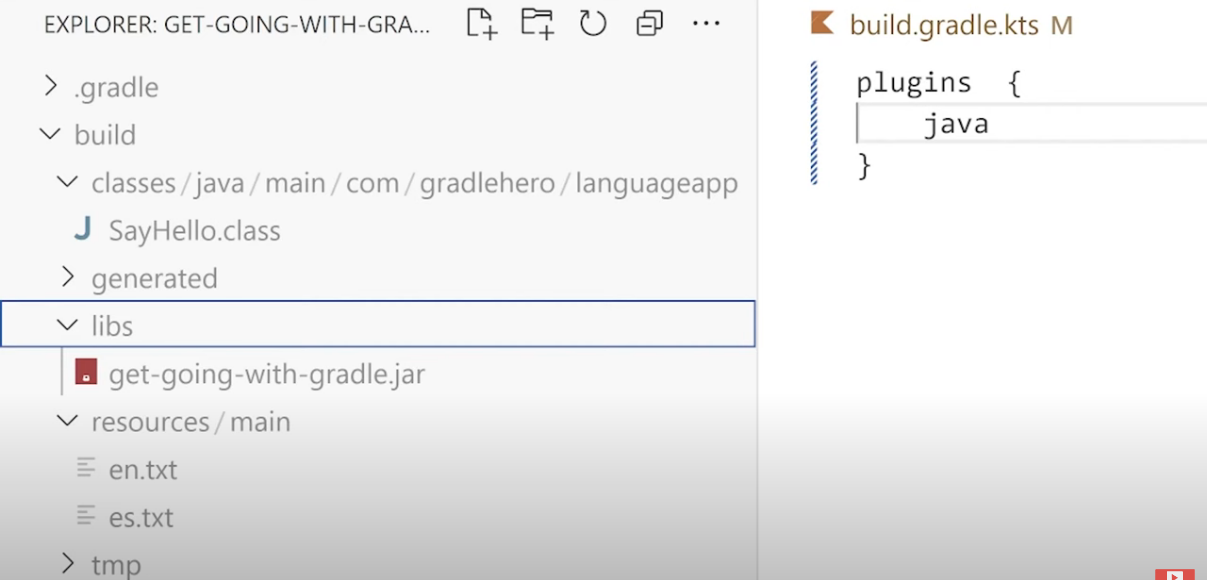 EXPLORER: GET-GOING-WITH-GRA...
.gradle
build
classes/java/main/com/gradlehero/languageapp
J SayHello.class
generated
libs
get-going-with-gradle.jar
resources/main
en.txt
es.txt
tmp
build.gradle.kts M
plugins {
    java
}